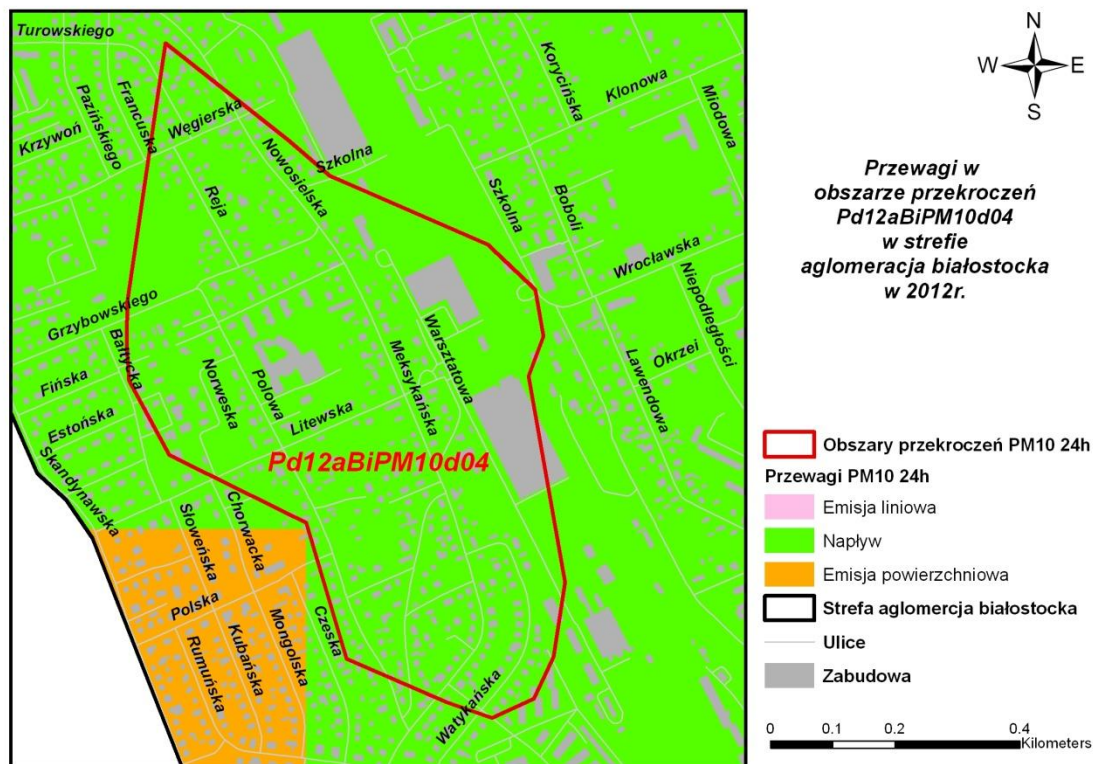 Turowskiego
Krzywoń
Pazińskiego
Francuska
Węgierska
Reja
Nowosielska
Szkolna
Korycińska
Klonowa
Miodowa
Szkolna
Boboli
Wrocławska
Niepodległości
Okrzei
Lawendowa
Grzybowskiego
Bałtycka
Fińska
Estońska
Norweska
Polowa
Litewska
Meksykańska
Warsztatowa
Skandynawska
Pd12aBiPM10d04
Słoweńska
Chorwacka
Polska
Rumuńska
Kubańska
Mongolska
Czeska
Watykańska
N
W
E
S
Przewagi w
obszarze przekroczeń
Pd12aBiPM10d04
w strefie
aglomeracja białostocka
w 2012r.
Obszary przekroczeń PM10 24h
Przewagi PM10 24h
Emisja liniowa
Napływ
Emisja powierzchniowa
Strefa aglomercja białostocka
Ulice
Zabudowa
0 0.1 0.2 0.4
Kilometers